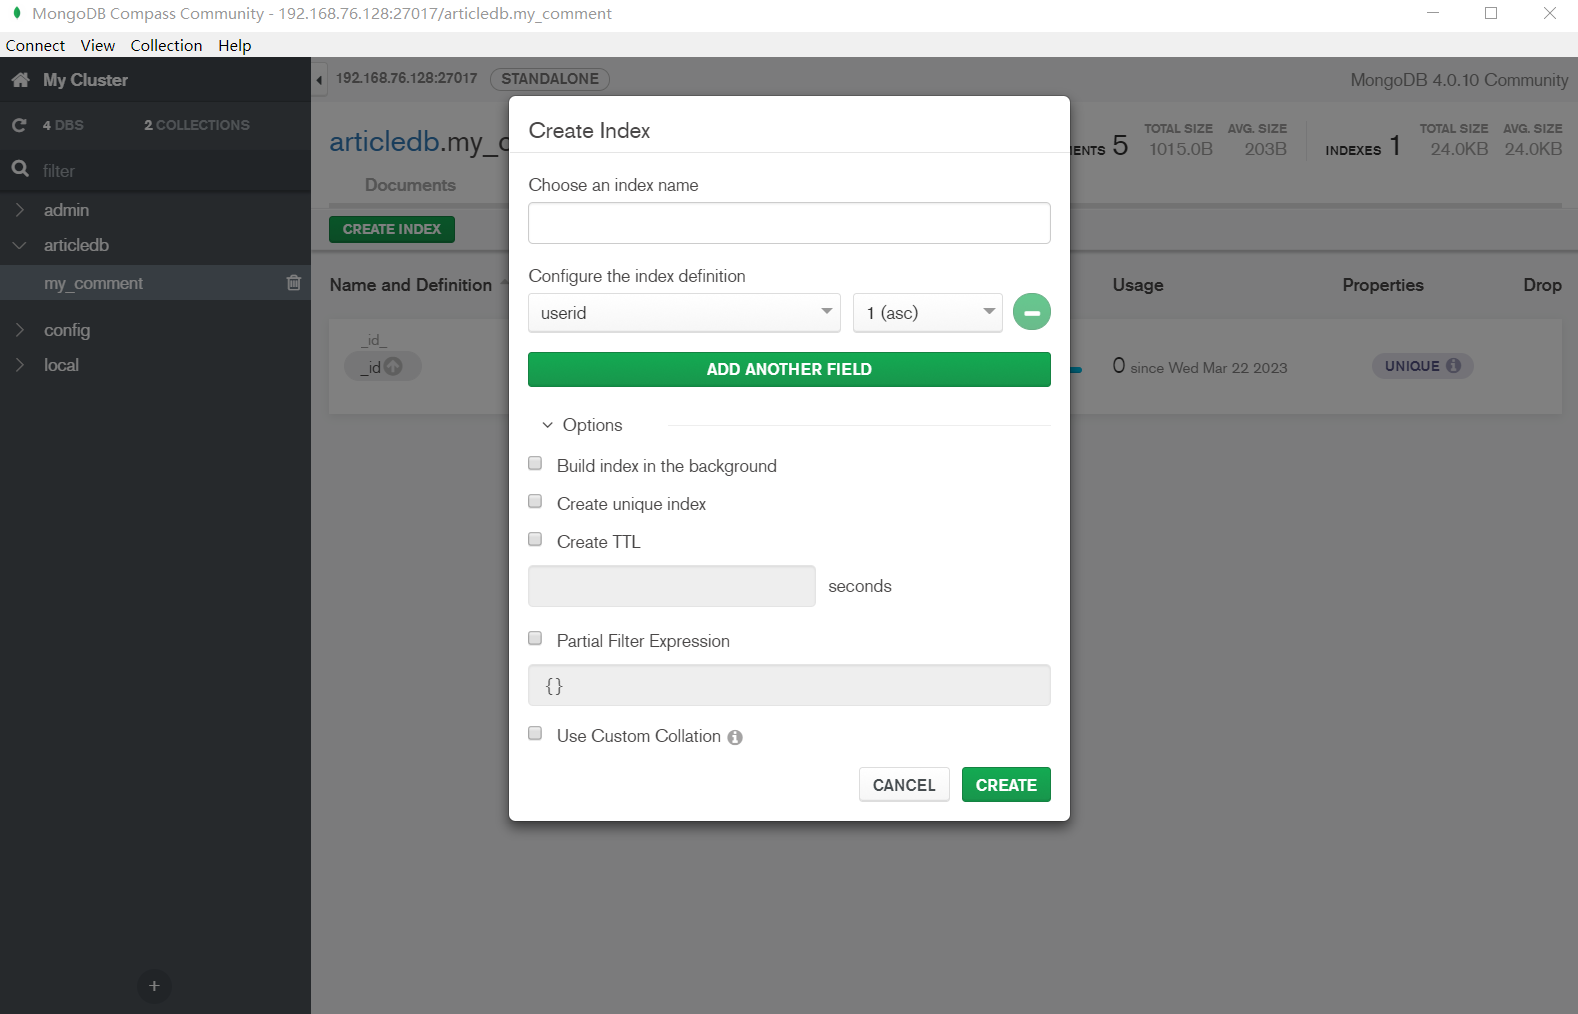 MongoDB Compass Community - 192.168.76.128:27017/articledb.my_comment
Connect View Collection Help
My Cluster
4 DBS 2 COLLECTIONS
filter
admin
articledb
my_comment
config
local
+
192.168.76.128:27017 STANDALONE MongoDB 4.0.10 Community
articledb.my_c
ENTS 5 TOTAL SIZE 1015.0B AVG. SIZE 203B INDEXES 1 TOTAL SIZE 24.0KB AVG. SIZE 24.0KB
Documents
CREATE INDEX
Name and Definition Usage Properties Drop
_id_
_id 0 since Wed Mar 22 2023 UNIQUE
Create Index
Choose an index name
Configure the index definition
userid 1 (asc)
ADD ANOTHER FIELD
Options
Build index in the background
Create unique index
Create TTL
seconds
Partial Filter Expression
{}
Use Custom Collation
CANCEL CREATE